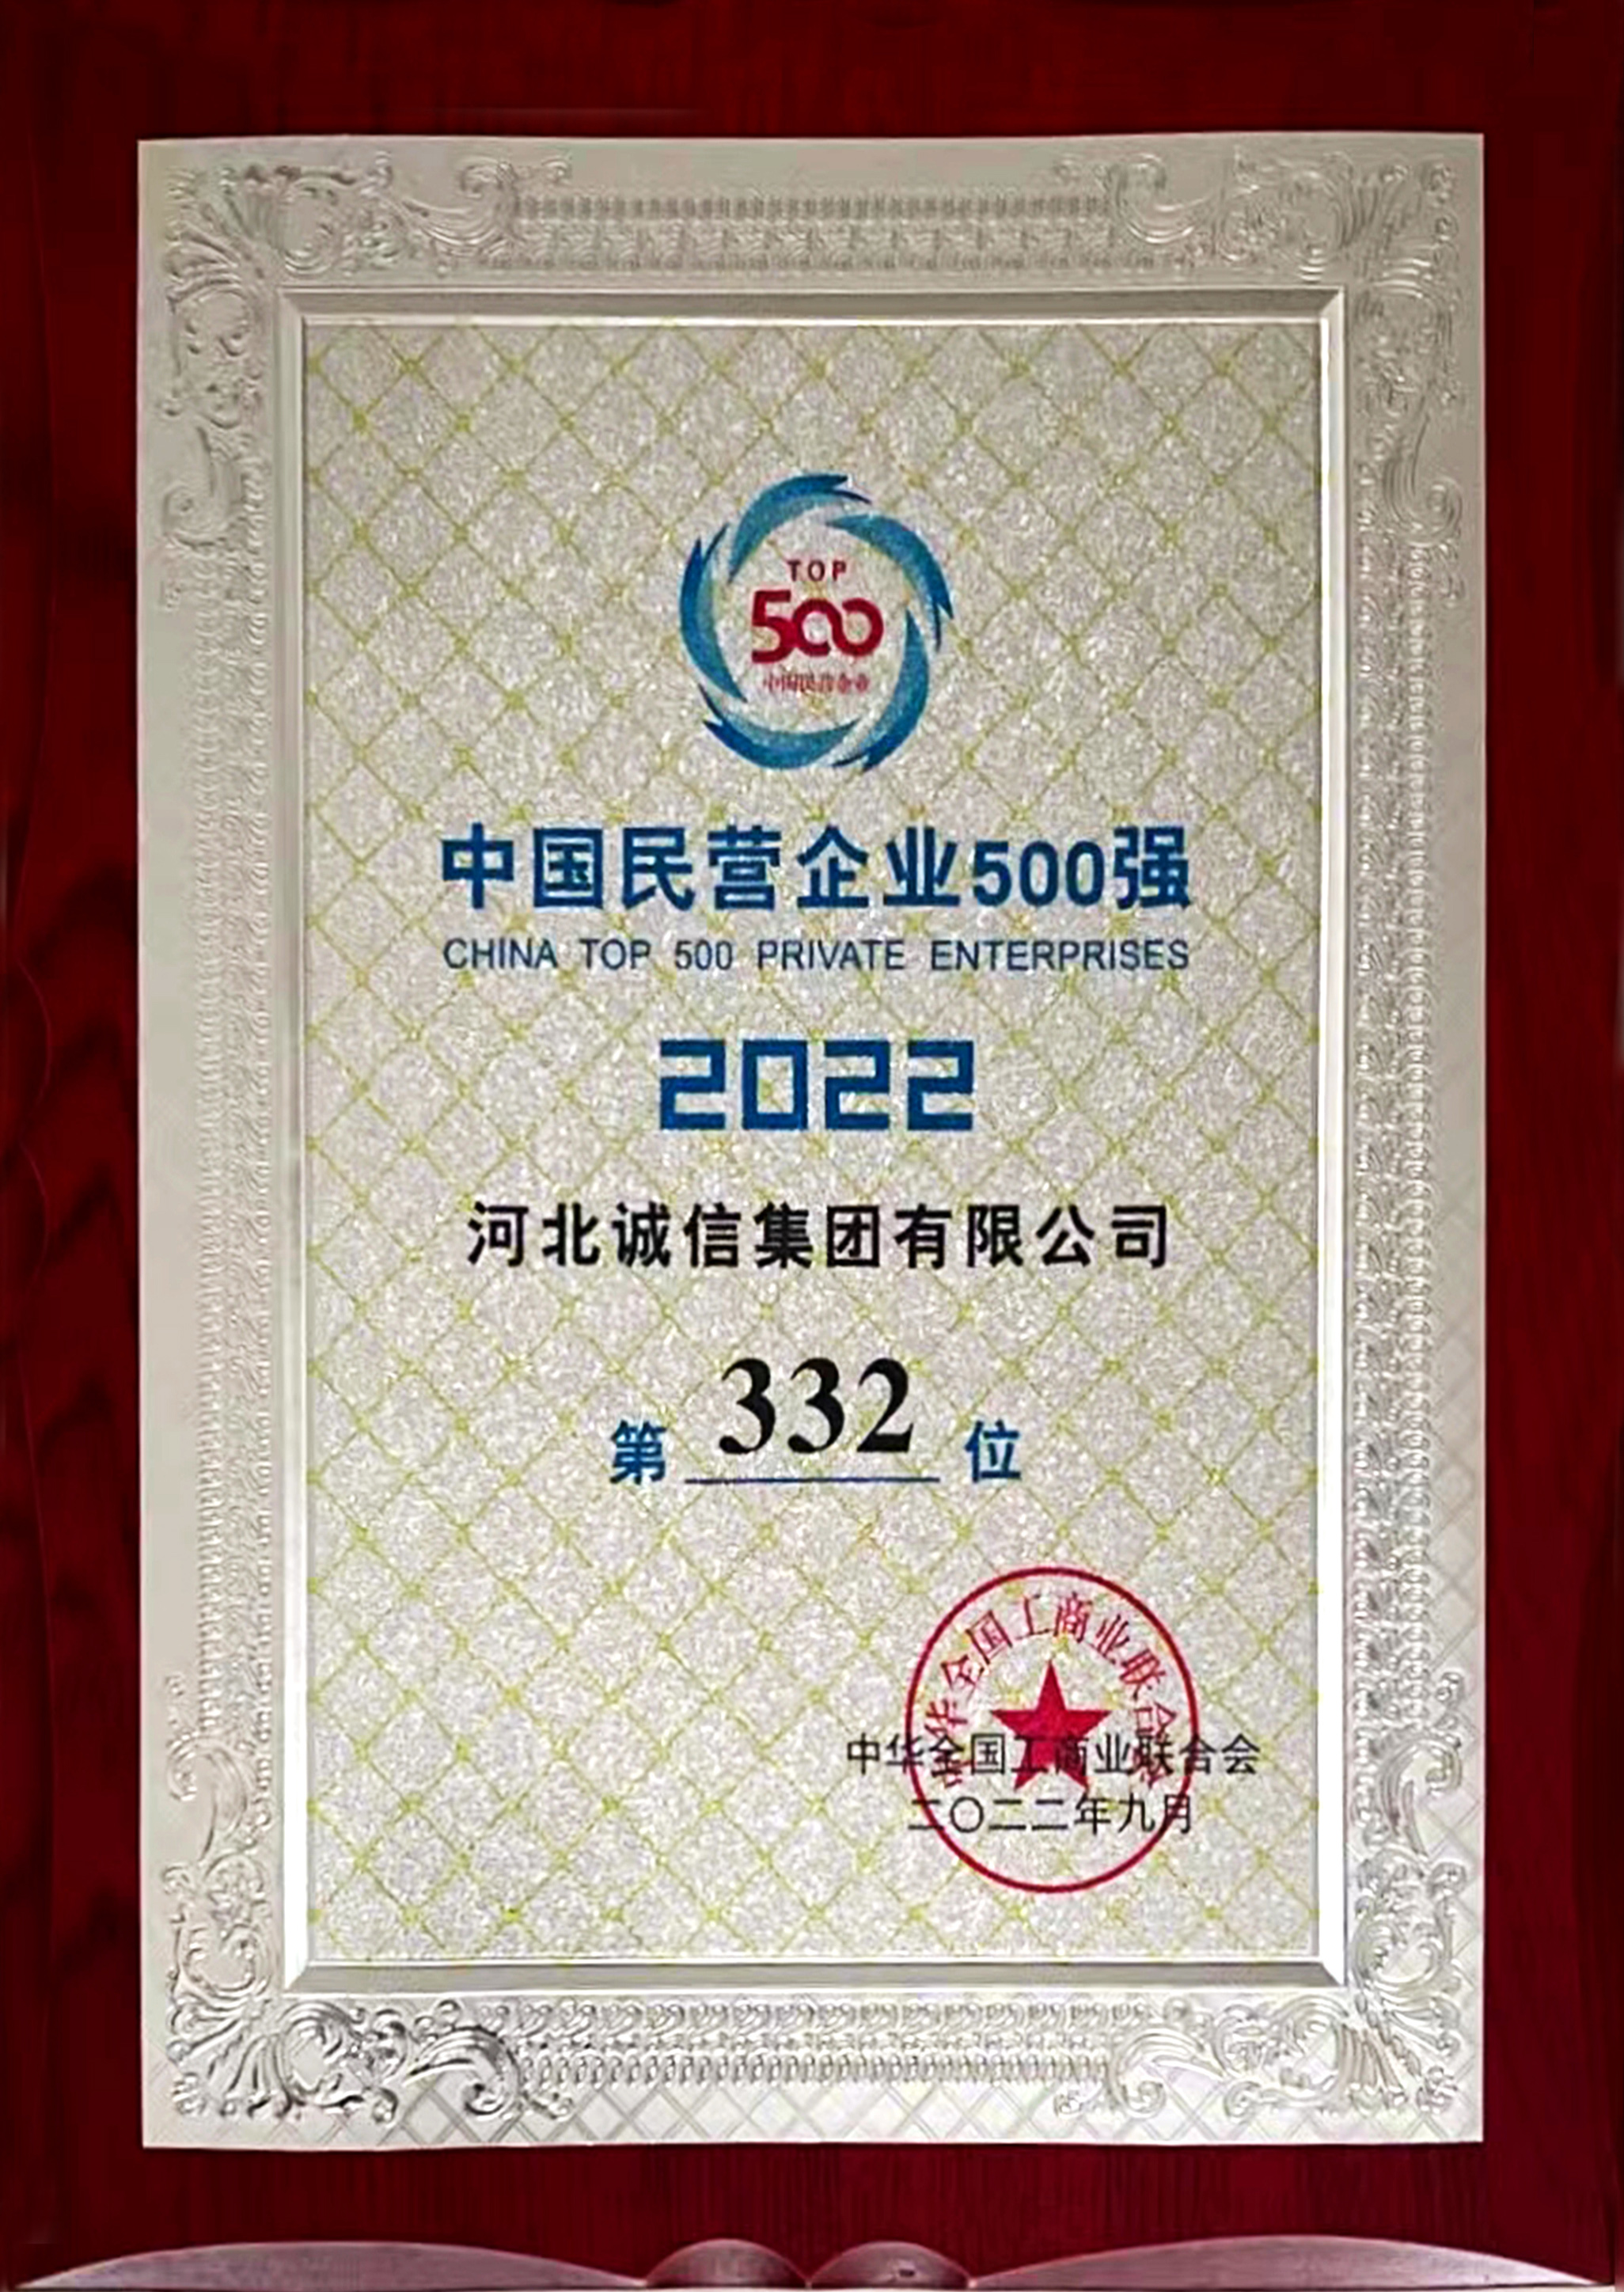 TOP
500
中国民营企业
中国民营企业500强
CHINA TOP 500 PRIVATE ENTERPRISES
2022
河北诚信集团有限公司
第 332 位
中华全国工商业联合会
中华全国工商业联合会
二〇二二年九月